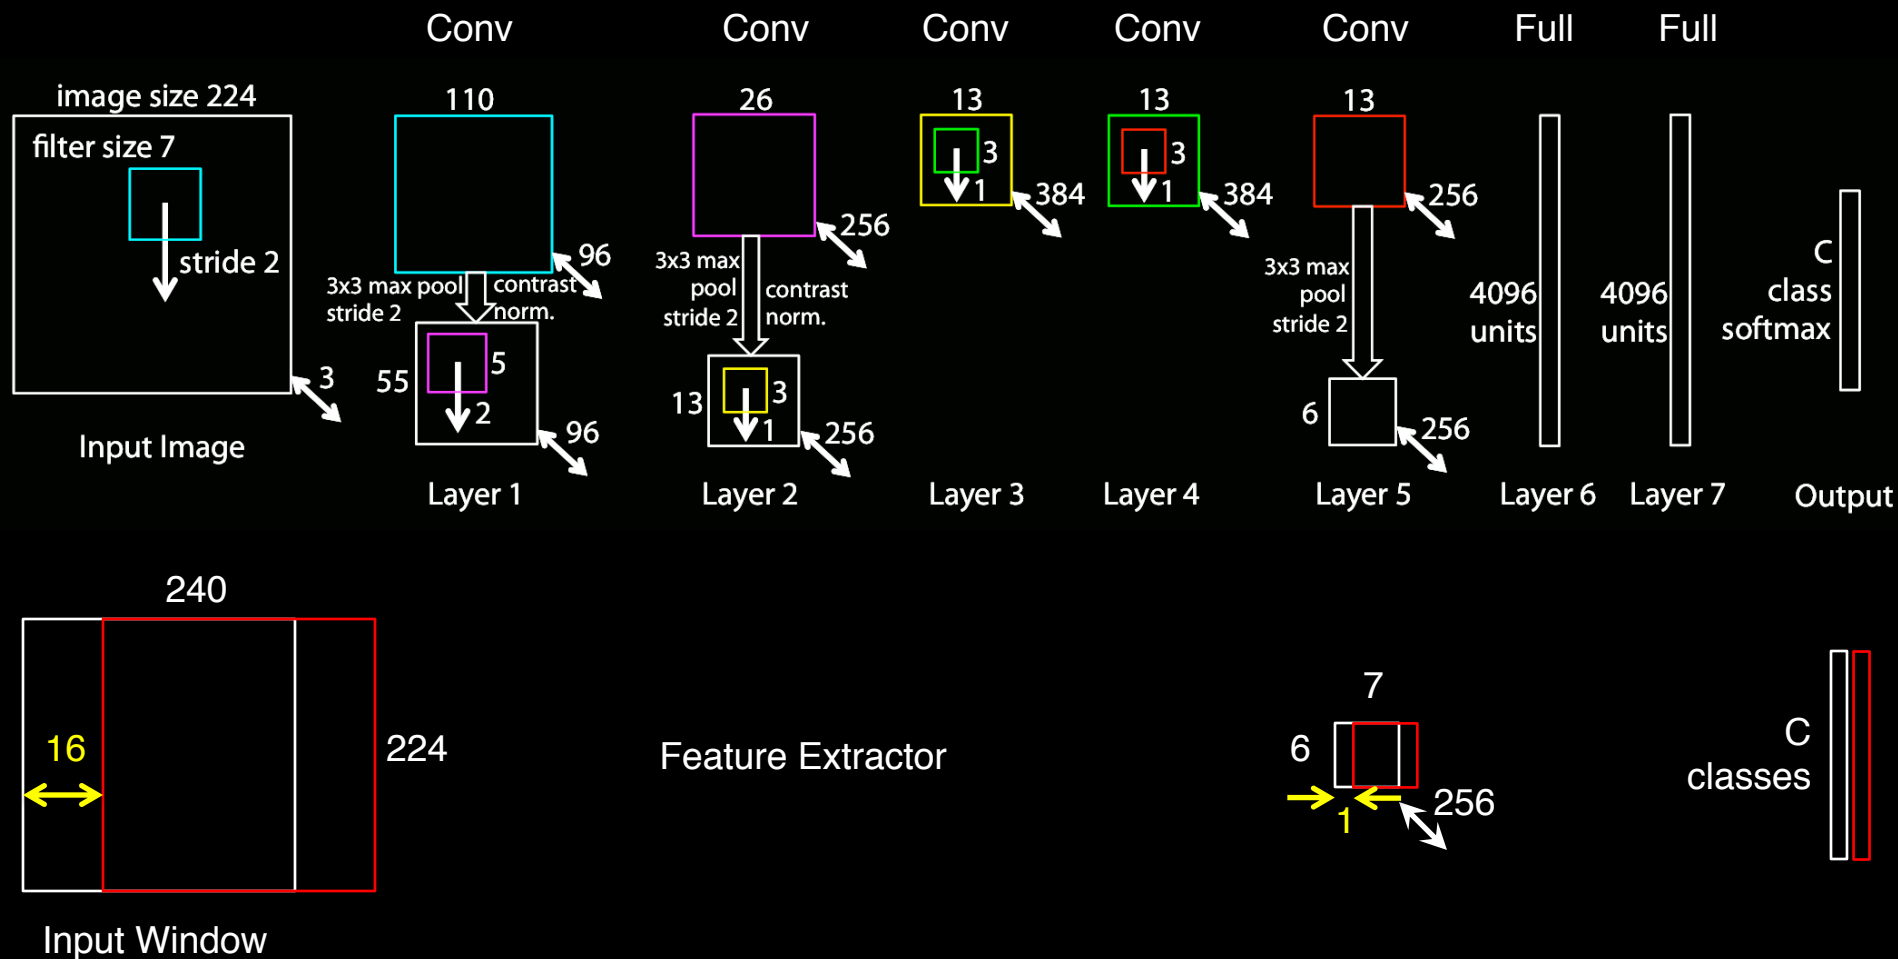 Conv Conv Conv Conv Conv Full Full
image size 224
filter size 7
stride 2
3
Input Image
110
96
3x3 max pool
stride 2
contrast
norm.
55
5
2
96
Layer 1
26
256
3x3 max
pool
stride 2
contrast
norm.
13
3
1
256
Layer 2
13
3
1
384
Layer 3
13
3
1
384
Layer 4
13
256
3x3 max
pool
stride 2
6
256
Layer 5
4096
units
Layer 6
4096
units
Layer 7
C
class
softmax
Output
240
16
224
Input Window
Feature Extractor
7
6
1
256
C
classes